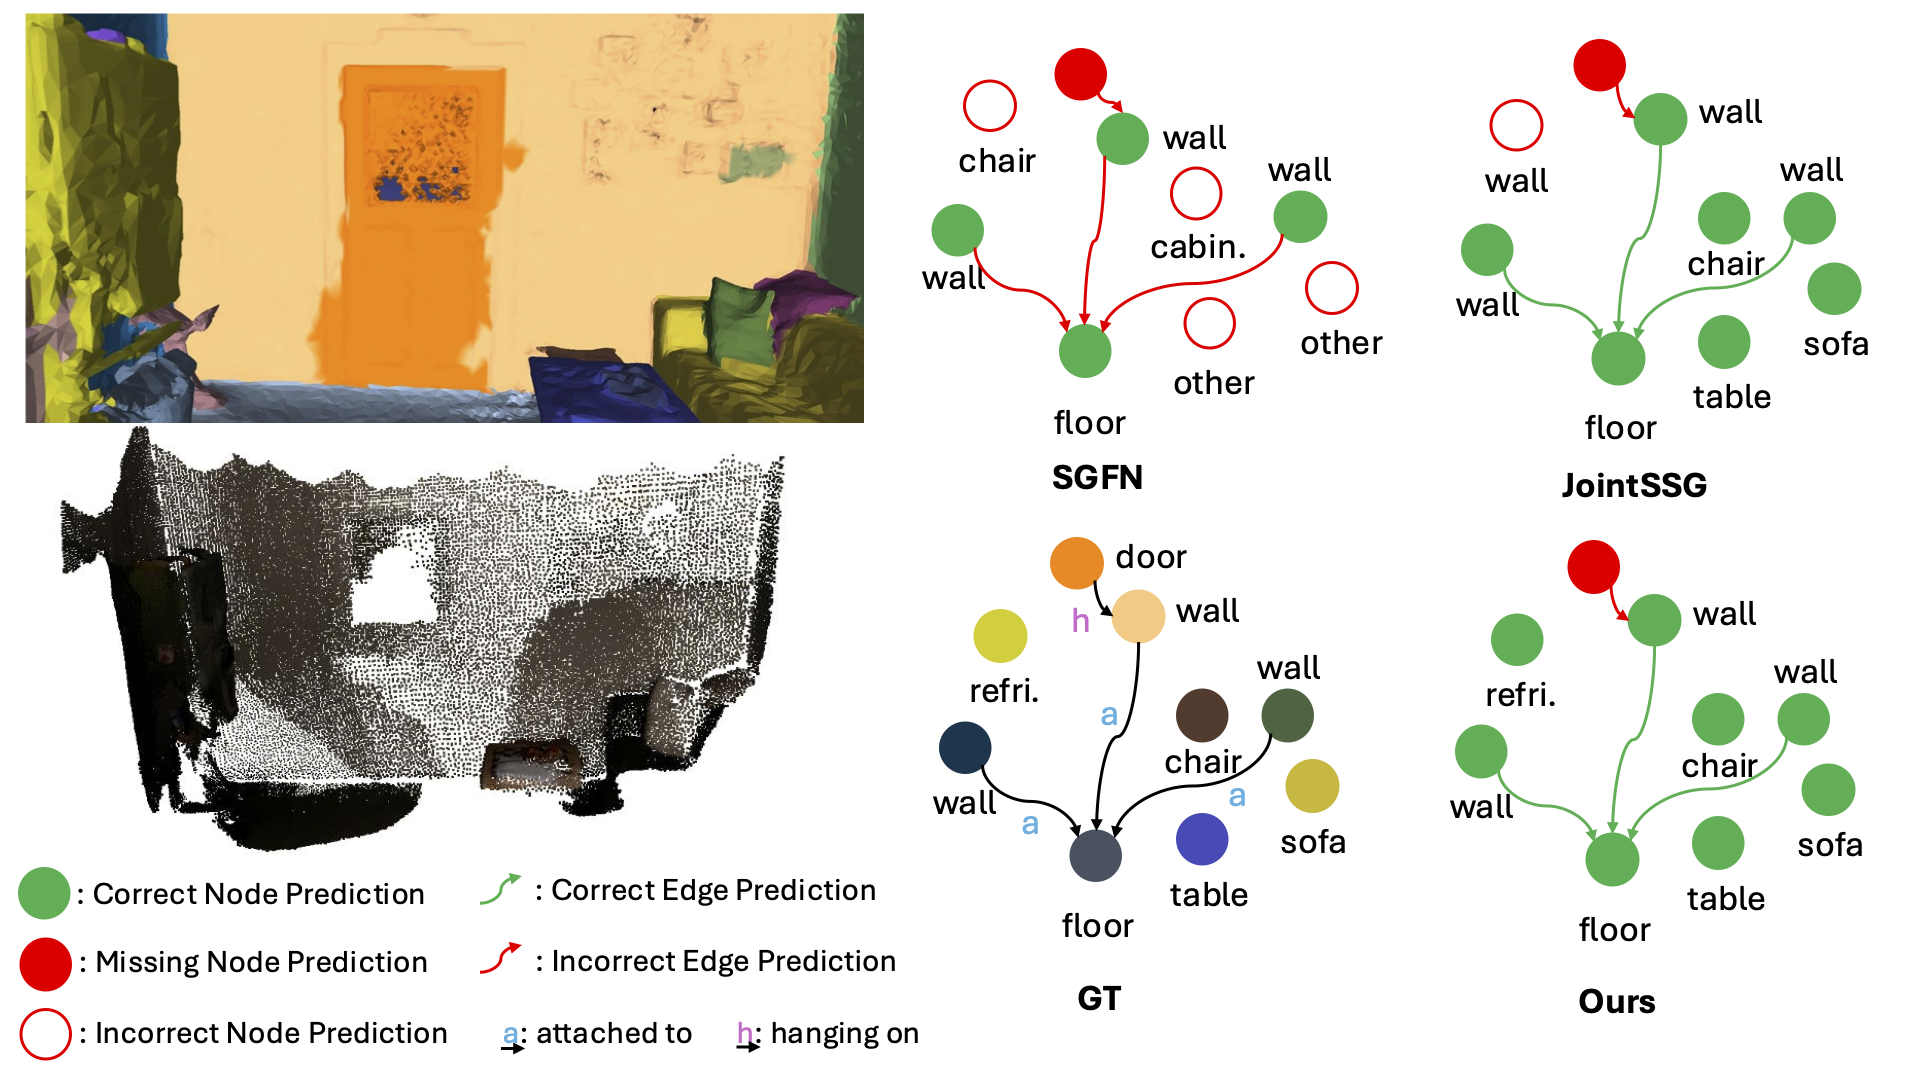 chair
wall
wall
cabin.
wall
other
other
floor
SGFN
wall
wall
wall
chair
wall
sofa
table
floor
JointSSG
door
h
wall
refri.
a
wall
chair
wall
a
a
sofa
table
floor
GT
wall
refri.
wall
chair
wall
sofa
table
floor
Ours
: Correct Node Prediction
: Correct Edge Prediction
: Missing Node Prediction
: Incorrect Edge Prediction
: Incorrect Node Prediction
a: attached to
h: hanging on